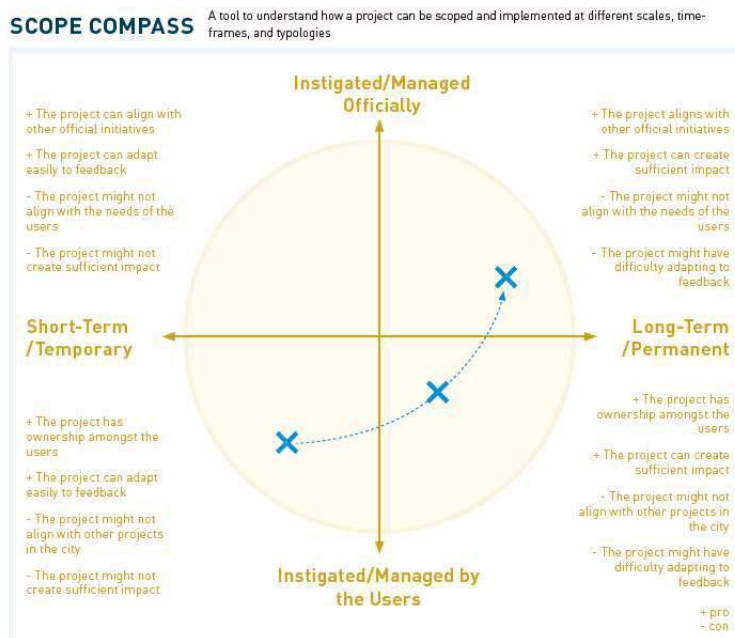 SCOPE COMPASS
A tool to understand how a project can be scoped and implemented at different scales, time-
frames, and typologies
Instigated/Managed
Officially
+ The project can align with
other official initiatives
+ The project can adapt
easily to feedback
- The project might not
align with the needs of the
users
- The project might not
create sufficient impact
+ The project aligns with
other official initiatives
+ The project can create
sufficient impact
- The project might not
align with the needs of the
users
- The project might have
difficulty adapting to
feedback
Short-Term
/Temporary
Long-Term
/Permanent
+ The project has
ownership amongst the
users
+ The project can adapt
easily to feedback
- The project might not
align with other projects
in the city
- The project might not
create sufficient impact
+ The project has
ownership amongst the
users
+ The project can create
sufficient impact
- The project might not
align with other projects in
the city
- The project might have
difficulty adapting to
feedback
Instigated/Managed by
the Users
+ pro
- con